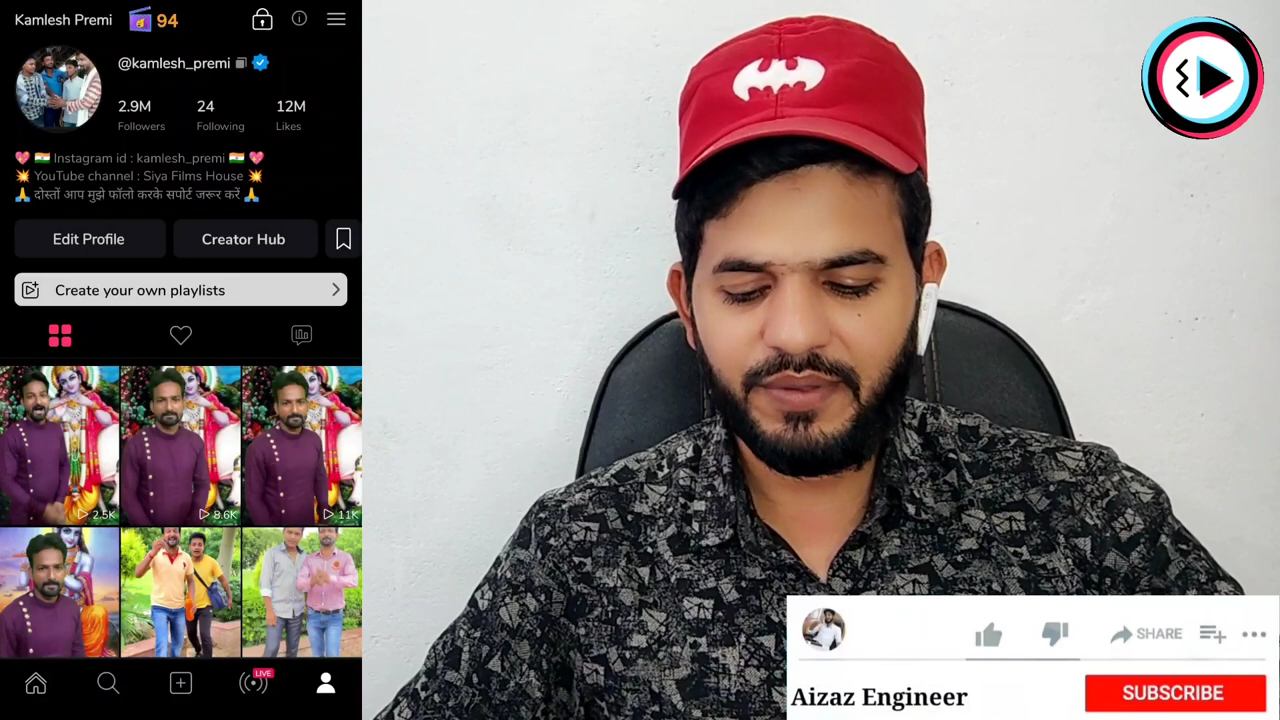 Kamlesh Premi 94
@kamlesh_premi
2.9M 24 12M
Followers Following Likes
💖 🇮🇳 Instagram id : kamlesh_premi 🇮🇳 💖
💥 YouTube channel : Siya Films House 💥
🙏 दोस्तों आप मुझे फॉलो करके सपोर्ट जरूर करें 🙏
Edit Profile Creator Hub
Create your own playlists
2.5K 8.6K 11K
LIVE
SHARE
Aizaz Engineer SUBSCRIBE